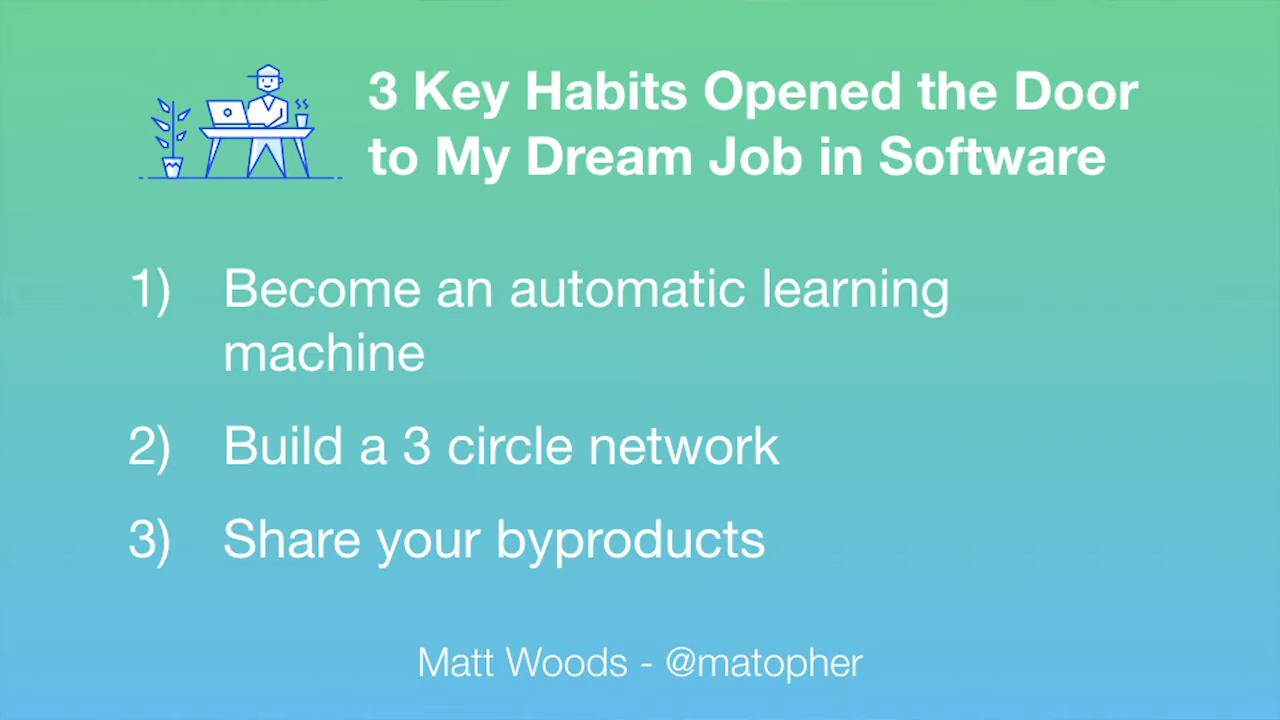 3 Key Habits Opened the Door
to My Dream Job in Software
1) Become an automatic learning
machine
2) Build a 3 circle network
3) Share your byproducts
Matt Woods - @matopher